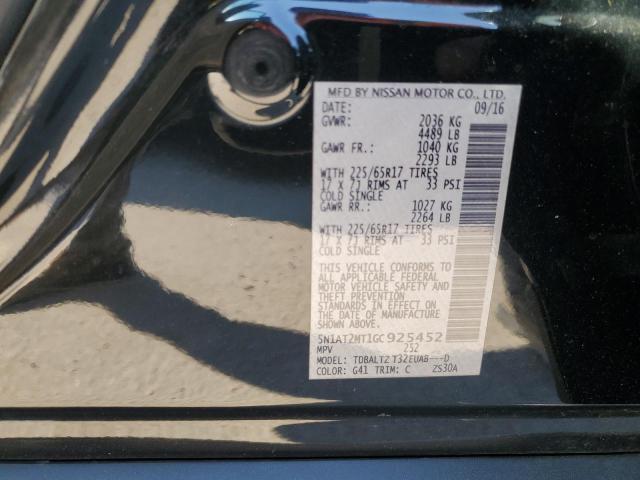 MFD BY NISSAN MOTOR CO., LTD.
DATE: 09/16
GVWR: 2036 KG
4489 LB
GAWR FR.: 1040 KG
2293 LB
WITH 225/65R17 TIRES
17 X 7J RIMS AT 33 PSI
COLD SINGLE
GAWR RR.: 1027 KG
2264 LB
WITH 225/65R17 TIRES
17 X 7J RIMS AT 33 PSI
COLD SINGLE
THIS VEHICLE CONFORMS TO
ALL APPLICABLE FEDERAL
MOTOR VEHICLE SAFETY AND
THEFT PREVENTION
STANDARDS IN EFFECT ON
THE DATE OF MANUFACTURE
5N1AT2MT1GC925452
MPV 252
MODEL: TDBALTZ T32EUAB---D
COLOR: G41 TRIM: C ZS30A